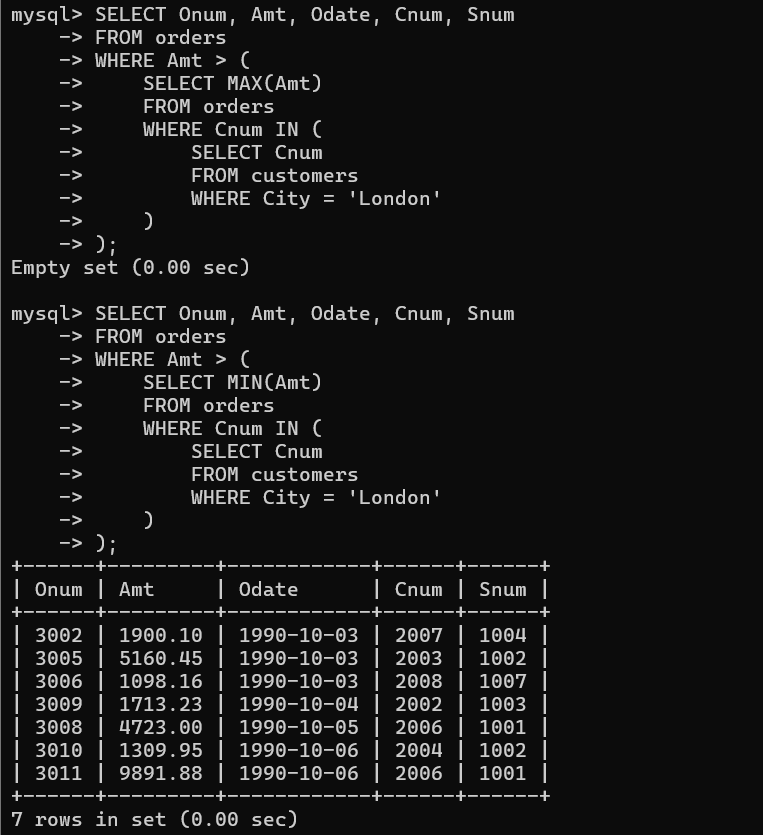 mysql> SELECT Onum, Amt, Odate, Cnum, Snum
    -> FROM orders
    -> WHERE Amt > (
    ->     SELECT MAX(Amt)
    ->     FROM orders
    ->     WHERE Cnum IN (
    ->         SELECT Cnum
    ->         FROM customers
    ->         WHERE City = 'London'
    ->     )
    -> );
Empty set (0.00 sec)

mysql> SELECT Onum, Amt, Odate, Cnum, Snum
    -> FROM orders
    -> WHERE Amt > (
    ->     SELECT MIN(Amt)
    ->     FROM orders
    ->     WHERE Cnum IN (
    ->         SELECT Cnum
    ->         FROM customers
    ->         WHERE City = 'London'
    ->     )
    -> );
+------+---------+------------+------+------+
| Onum | Amt     | Odate      | Cnum | Snum |
+------+---------+------------+------+------+
| 3002 | 1900.10 | 1990-10-03 | 2007 | 1004 |
| 3005 | 5160.45 | 1990-10-03 | 2003 | 1002 |
| 3006 | 1098.16 | 1990-10-03 | 2008 | 1007 |
| 3009 | 1713.23 | 1990-10-04 | 2002 | 1003 |
| 3008 | 4723.00 | 1990-10-05 | 2006 | 1001 |
| 3010 | 1309.95 | 1990-10-06 | 2004 | 1002 |
| 3011 | 9891.88 | 1990-10-06 | 2006 | 1001 |
+------+---------+------------+------+------+
7 rows in set (0.00 sec)